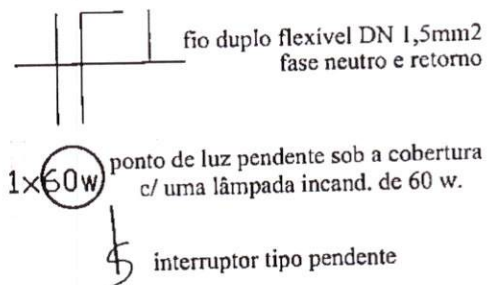 fio duplo flexivel DN 1,5mm2
fase neutro e retorno
ponto de luz pendente sob a cobertura
1x60w
c/ uma lâmpada incand. de 60 w.
interruptor tipo pendente